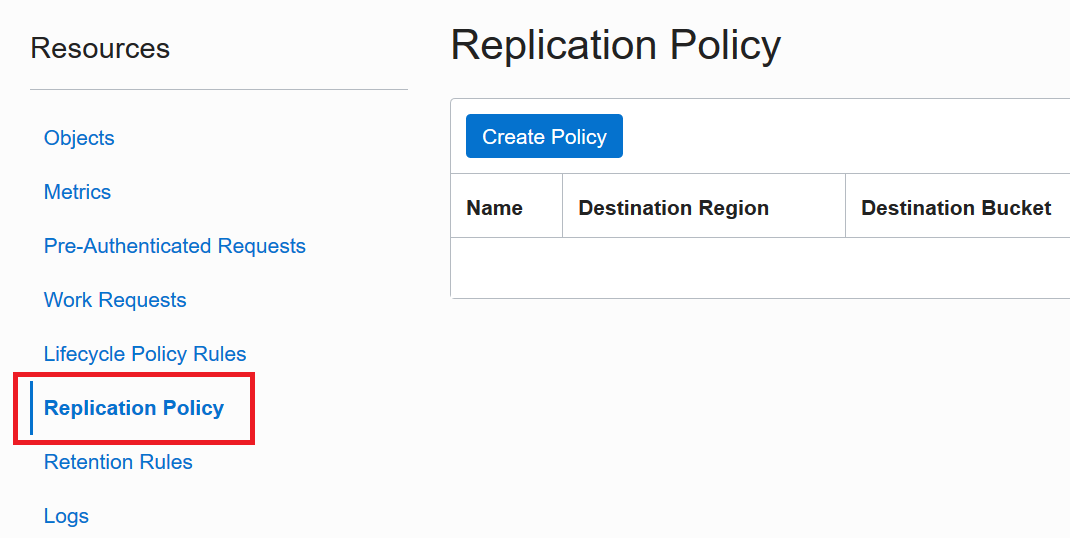 Resources
Objects
Metrics
Pre-Authenticated Requests
Work Requests
Lifecycle Policy Rules
Replication Policy
Retention Rules
Logs
Replication Policy
Create Policy
Name Destination Region Destination Bucket